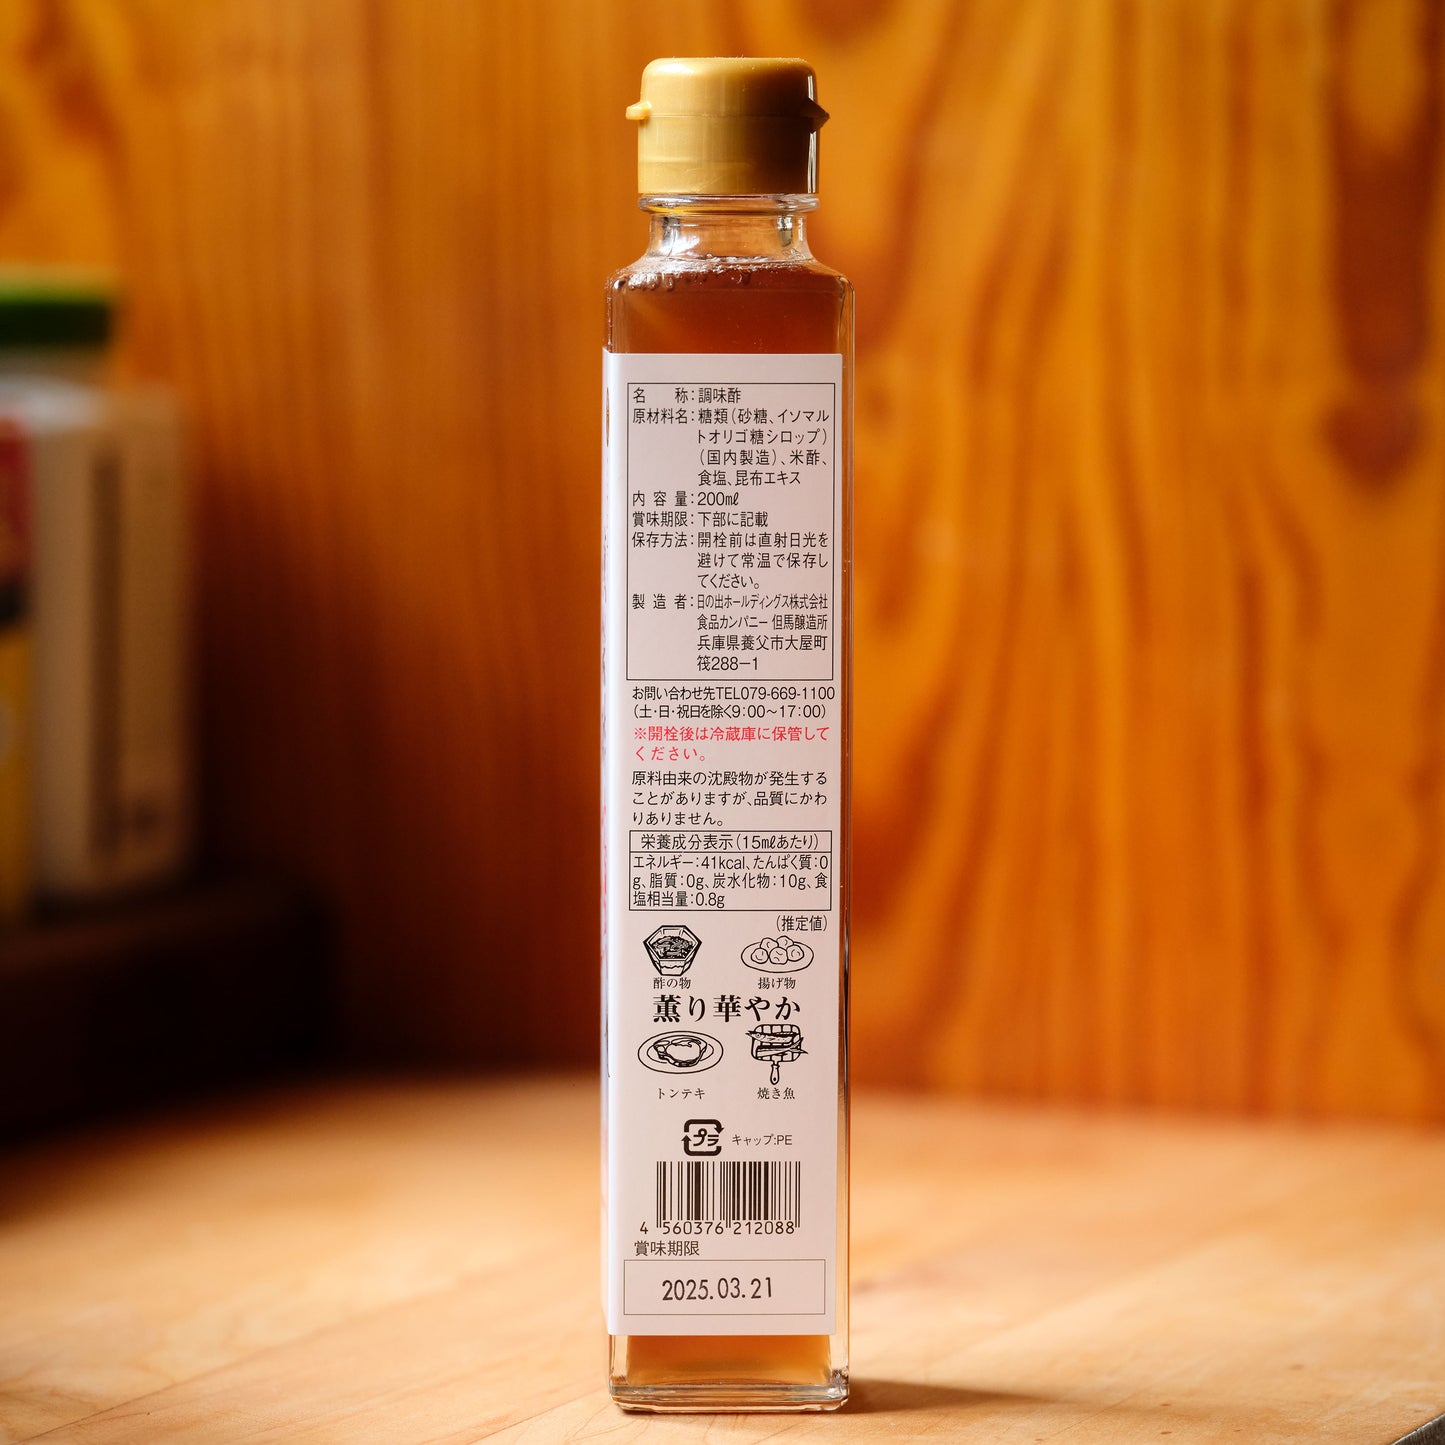 名　称：調味酢
原材料名：糖類（砂糖、イソマル
トオリゴ糖シロップ）
（国内製造）、米酢、
食塩、昆布エキス
内 容 量：200㎖
賞味期限：下部に記載
保存方法：開栓前は直射日光を
避けて常温で保存し
てください。
製 造 者：日の出ホールディングス株式会社
食品カンパニー 但馬醸造所
兵庫県養父市大屋町
筏288−1
お問い合わせ先TEL079-669-1100
（土・日・祝日を除く9：00〜17：00）
※開栓後は冷蔵庫に保管して
ください。
原料由来の沈殿物が発生する
ことがありますが、品質にかわ
りありません。
栄養成分表示（15㎖あたり）
エネルギー：41kcal、たんぱく質：0
g、脂質：0g、炭水化物：10g、食
塩相当量：0.8g
（推定値）
酢の物　揚げ物
薫り華やか
トンテキ　焼き魚
プラ キャップ:PE
4 560376 212088
賞味期限
2025.03.21